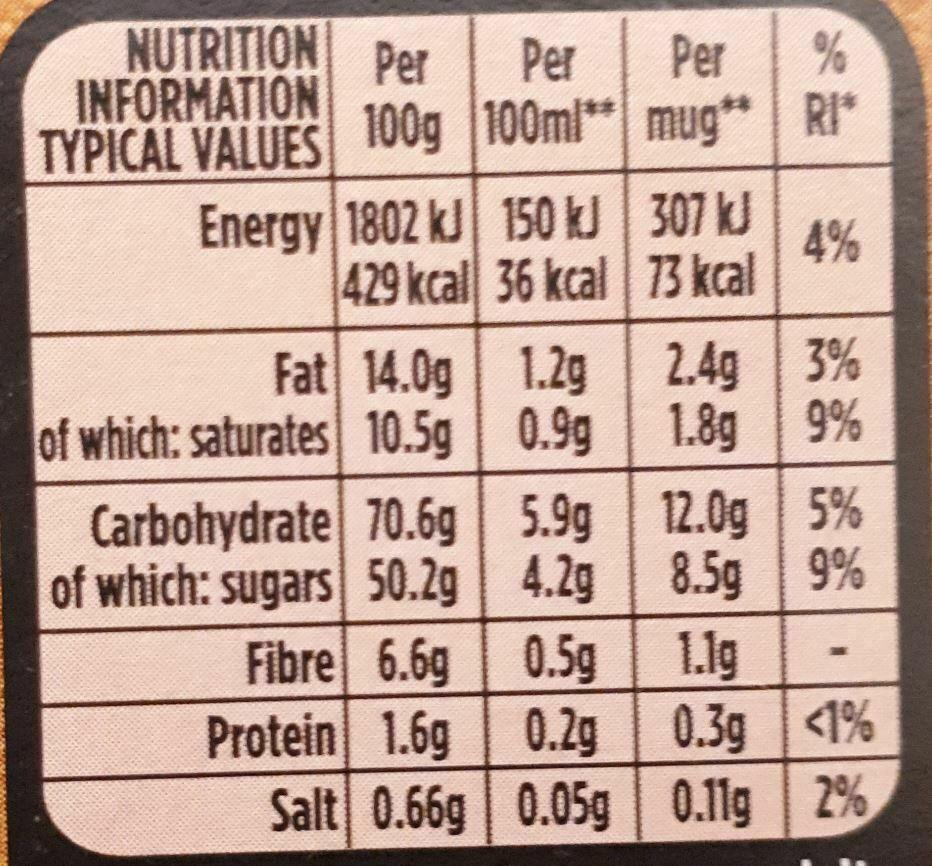 NUTRITION INFORMATION TYPICAL VALUES Per 100g Per 100ml** Per mug** % RI*
Energy 1802 kJ 150 kJ 307 kJ 4%
429 kcal 36 kcal 73 kcal
Fat 14.0g 1.2g 2.4g 3%
of which: saturates 10.5g 0.9g 1.8g 9%
Carbohydrate 70.6g 5.9g 12.0g 5%
of which: sugars 50.2g 4.2g 8.5g 9%
Fibre 6.6g 0.5g 1.1g -
Protein 1.6g 0.2g 0.3g <1%
Salt 0.66g 0.05g 0.11g 2%